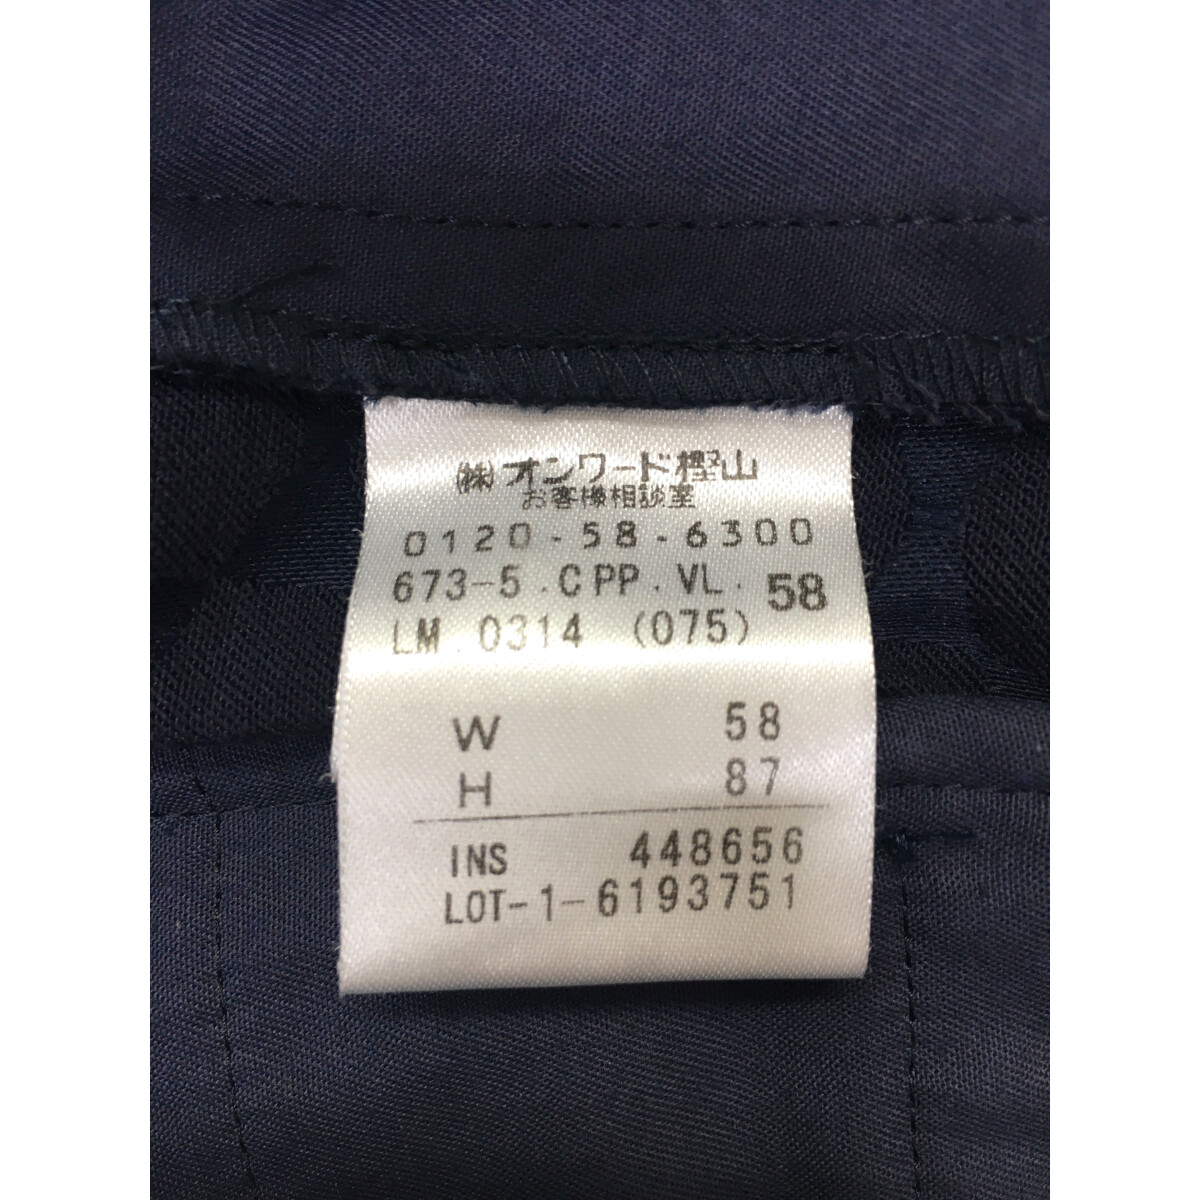 (株)オンワード樫山
お客様相談室
0120-58-6300
673-5.CPP.VL. 58
LM.0314 (075)
W 58
H 87
INS 448656
LOT-1-6193751